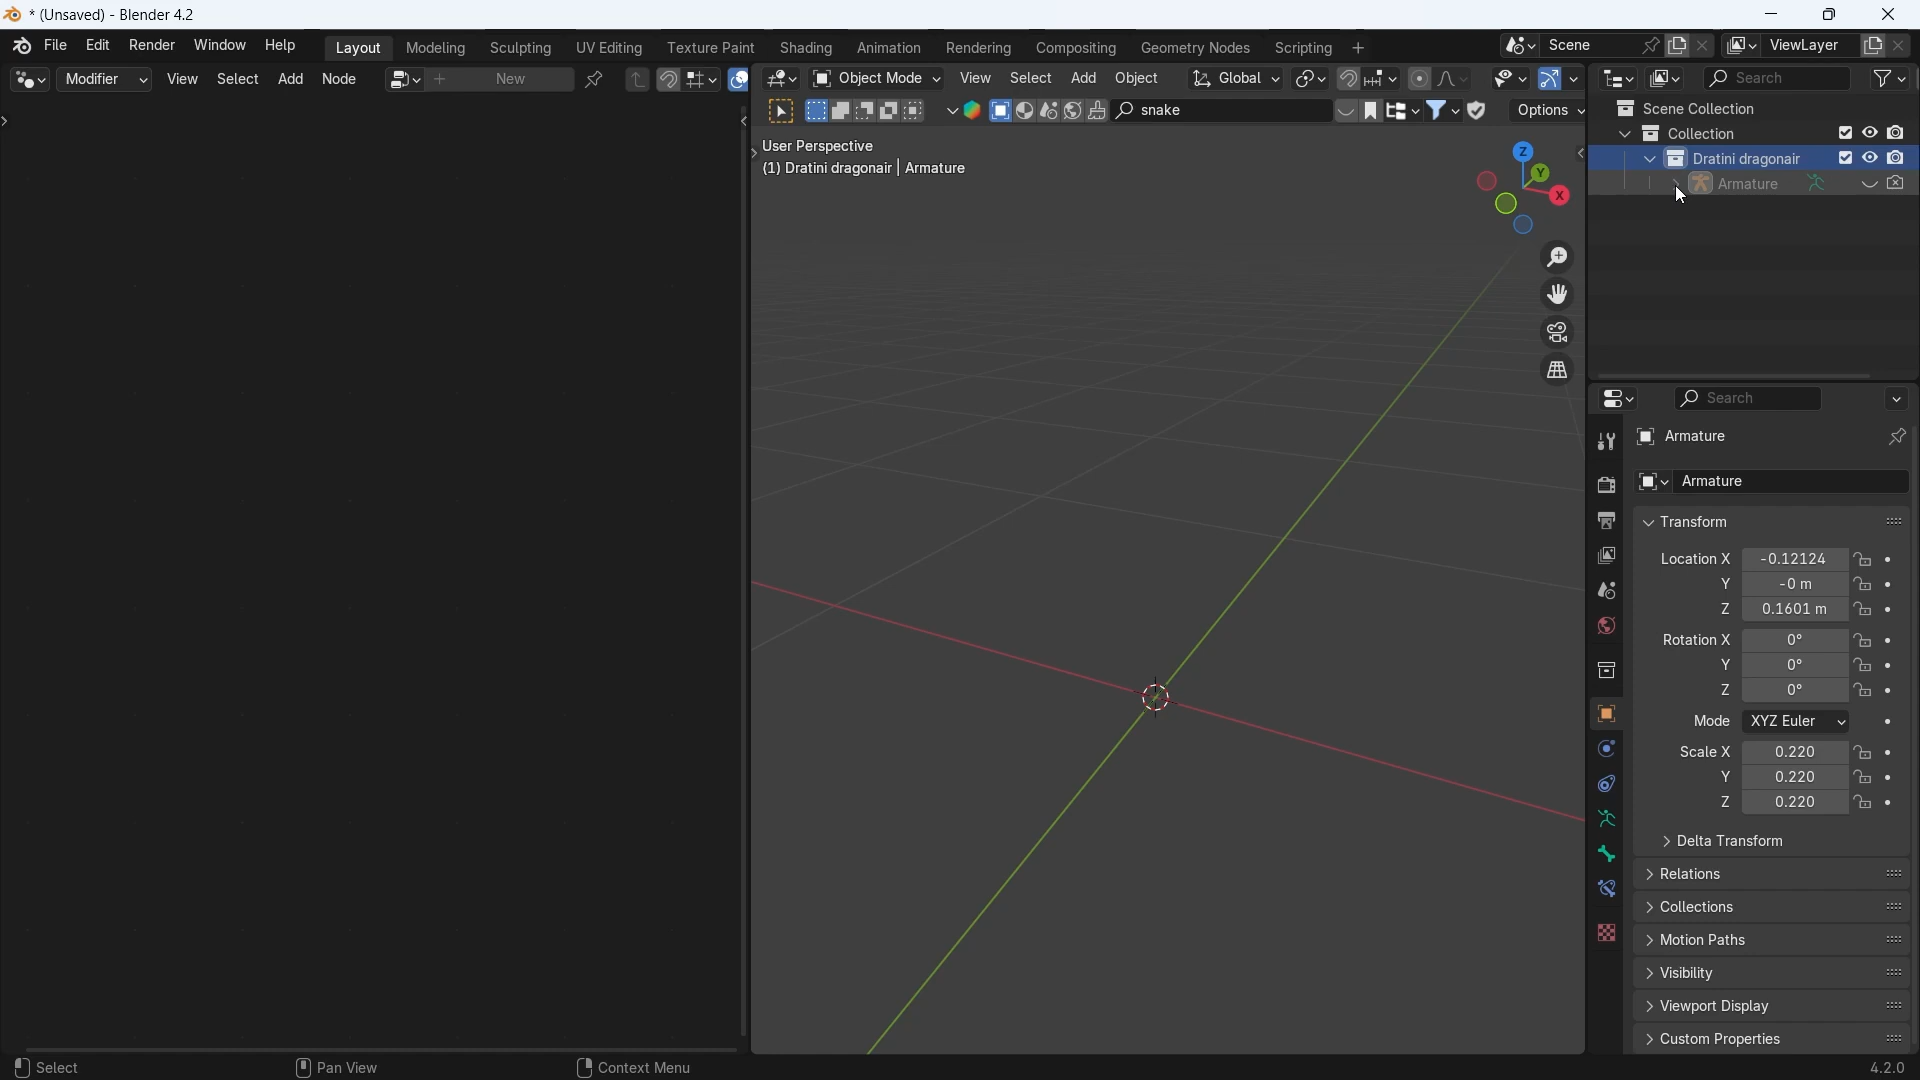 * (Unsaved) - Blender 4.2
File Edit Render Window Help Layout Modeling Sculpting UV Editing Texture Paint Shading Animation Rendering Compositing Geometry Nodes Scripting + Scene ViewLayer
Modifier View Select Add Node New Object Mode View Select Add Object Global Search
snake Options
User Perspective
(1) Dratini dragonair | Armature
Z
Y
X
Scene Collection
Collection
Dratini dragonair
Armature
Search
Armature
Armature
Transform
Location X -0.12124
Y -0 m
Z 0.1601 m
Rotation X 0°
Y 0°
Z 0°
Mode XYZ Euler
Scale X 0.220
Y 0.220
Z 0.220
Delta Transform
Relations
Collections
Motion Paths
Visibility
Viewport Display
Custom Properties
Select Pan View Context Menu 4.2.0